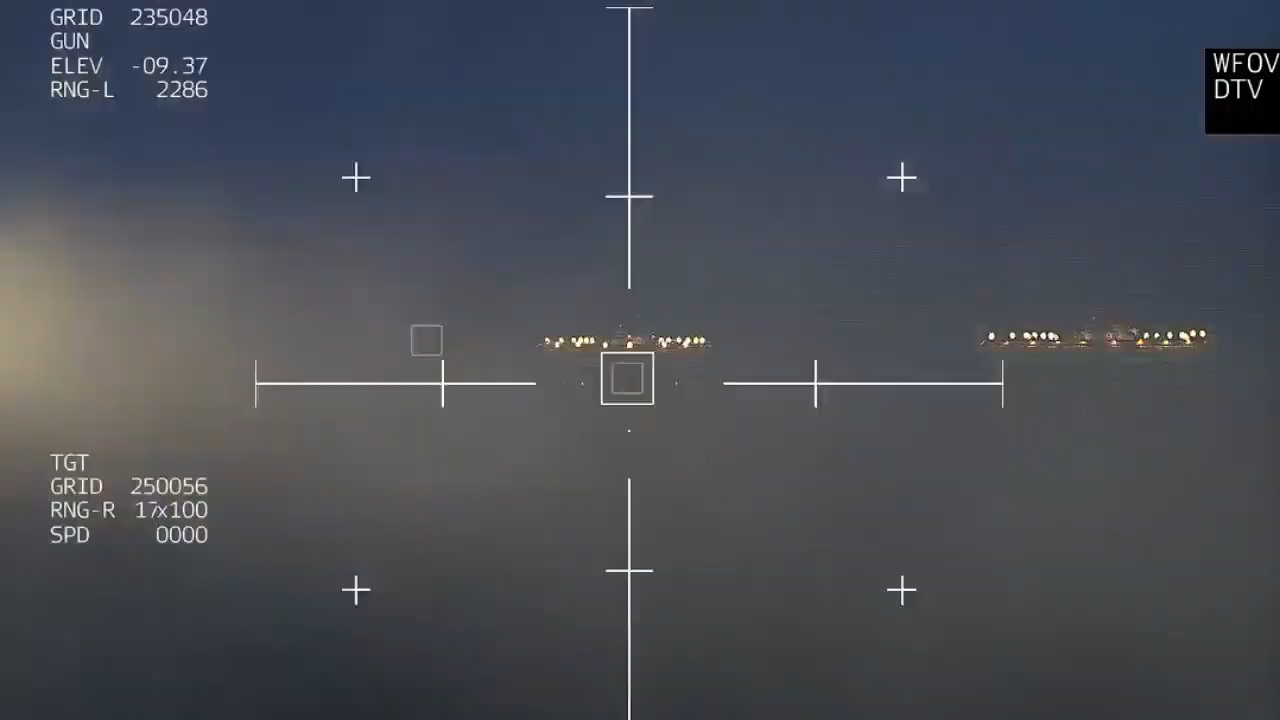 GRID 235048
GUN
ELEV -09.37
RNG-L 2286
WFOV
DTV
TGT
GRID 250056
RNG-R 17x100
SPD 0000